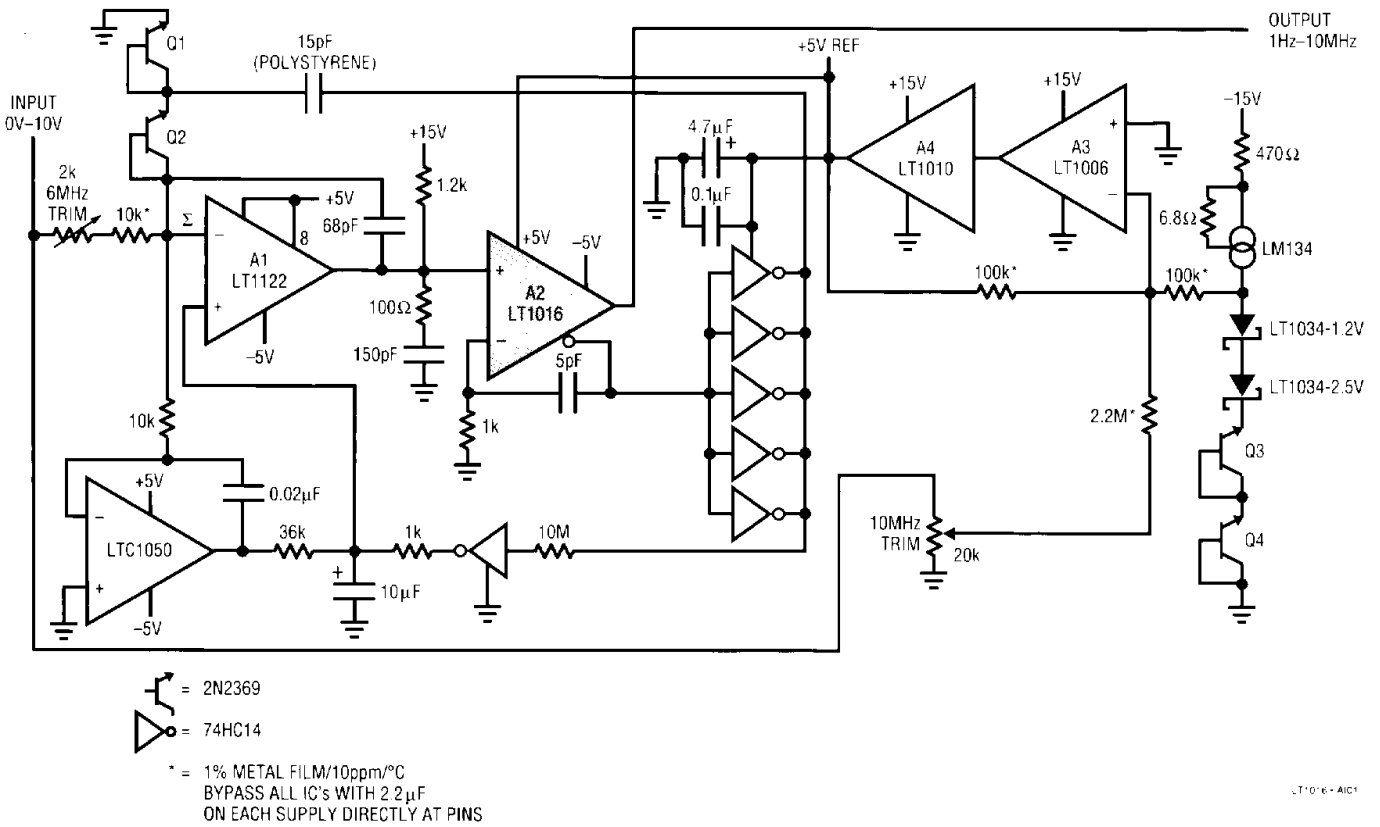 OUTPUT
1Hz–10MHz
Q1
15pF
(POLYSTYRENE)
+5V REF
INPUT
0V–10V
Q2
+15V
+15V
–15V
+15V
4.7µF
+
A4
LT1010
A3
LT1006
+
–
470Ω
2k
6MHz
TRIM
10k*
Σ
–
+5V
8
68pF
1.2k
0.1µF
6.8Ω
LM134
A1
LT1122
+
–5V
+
+5V
–5V
A2
LT1016
–
100Ω
150pF
5pF
1k
100k*
100k*
LT1034-1.2V
LT1034-2.5V
10k
2.2M*
Q3
+5V
–
LTC1050
+
–5V
0.02µF
36k
1k
10M
+
10µF
10MHz
TRIM
20k
Q4
= 2N2369
= 74HC14
* = 1% METAL FILM/10ppm/°C
BYPASS ALL IC's WITH 2.2µF
ON EACH SUPPLY DIRECTLY AT PINS
LT1016 • AI01